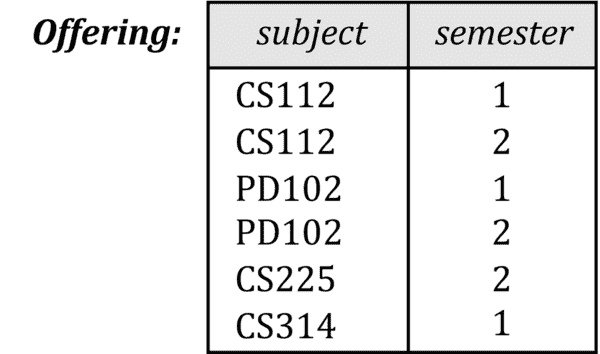 Offering: subject semester
CS112 1
CS112 2
PD102 1
PD102 2
CS225 2
CS314 1